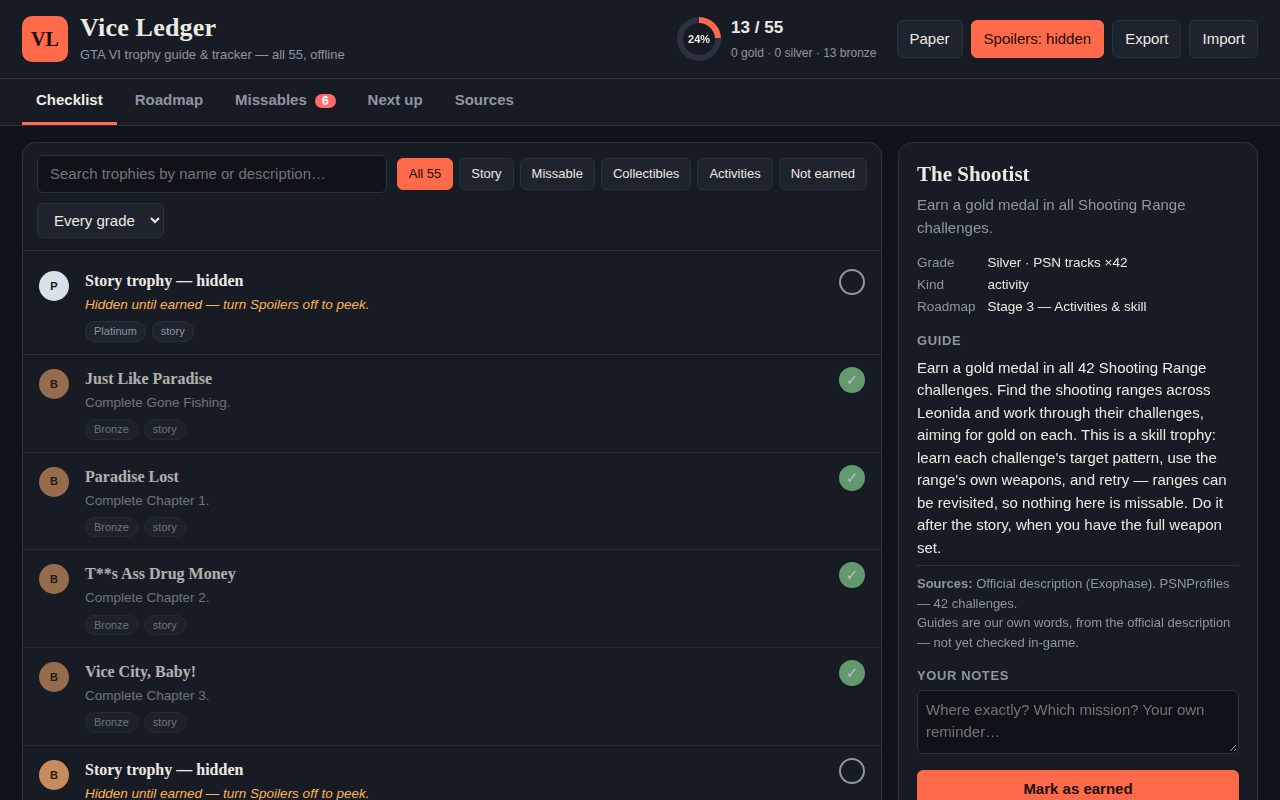 VL
Vice Ledger
GTA VI trophy guide & tracker — all 55, offline
24%
13 / 55
0 gold · 0 silver · 13 bronze
Paper
Spoilers: hidden
Export
Import
Checklist
Roadmap
Missables 6
Next up
Sources
Search trophies by name or description…
All 55
Story
Missable
Collectibles
Activities
Not earned
Every grade
P
Story trophy — hidden
Hidden until earned — turn Spoilers off to peek.
Platinum
story
B
Just Like Paradise
✓
Complete Gone Fishing.
Bronze
story
B
Paradise Lost
✓
Complete Chapter 1.
Bronze
story
B
T**s Ass Drug Money
✓
Complete Chapter 2.
Bronze
story
B
Vice City, Baby!
✓
Complete Chapter 3.
Bronze
story
B
Story trophy — hidden
Hidden until earned — turn Spoilers off to peek.
The Shootist
Earn a gold medal in all Shooting Range
challenges.
Grade Silver · PSN tracks ×42
Kind activity
Roadmap Stage 3 — Activities & skill
GUIDE
Earn a gold medal in all 42 Shooting Range
challenges. Find the shooting ranges across
Leonida and work through their challenges,
aiming for gold on each. This is a skill trophy:
learn each challenge's target pattern, use the
range's own weapons, and retry — ranges can
be revisited, so nothing here is missable. Do it
after the story, when you have the full weapon
set.
Sources: Official description (Exophase). PSNProfiles
— 42 challenges.
Guides are our own words, from the official description
— not yet checked in-game.
YOUR NOTES
Where exactly? Which mission? Your own
reminder…
Mark as earned